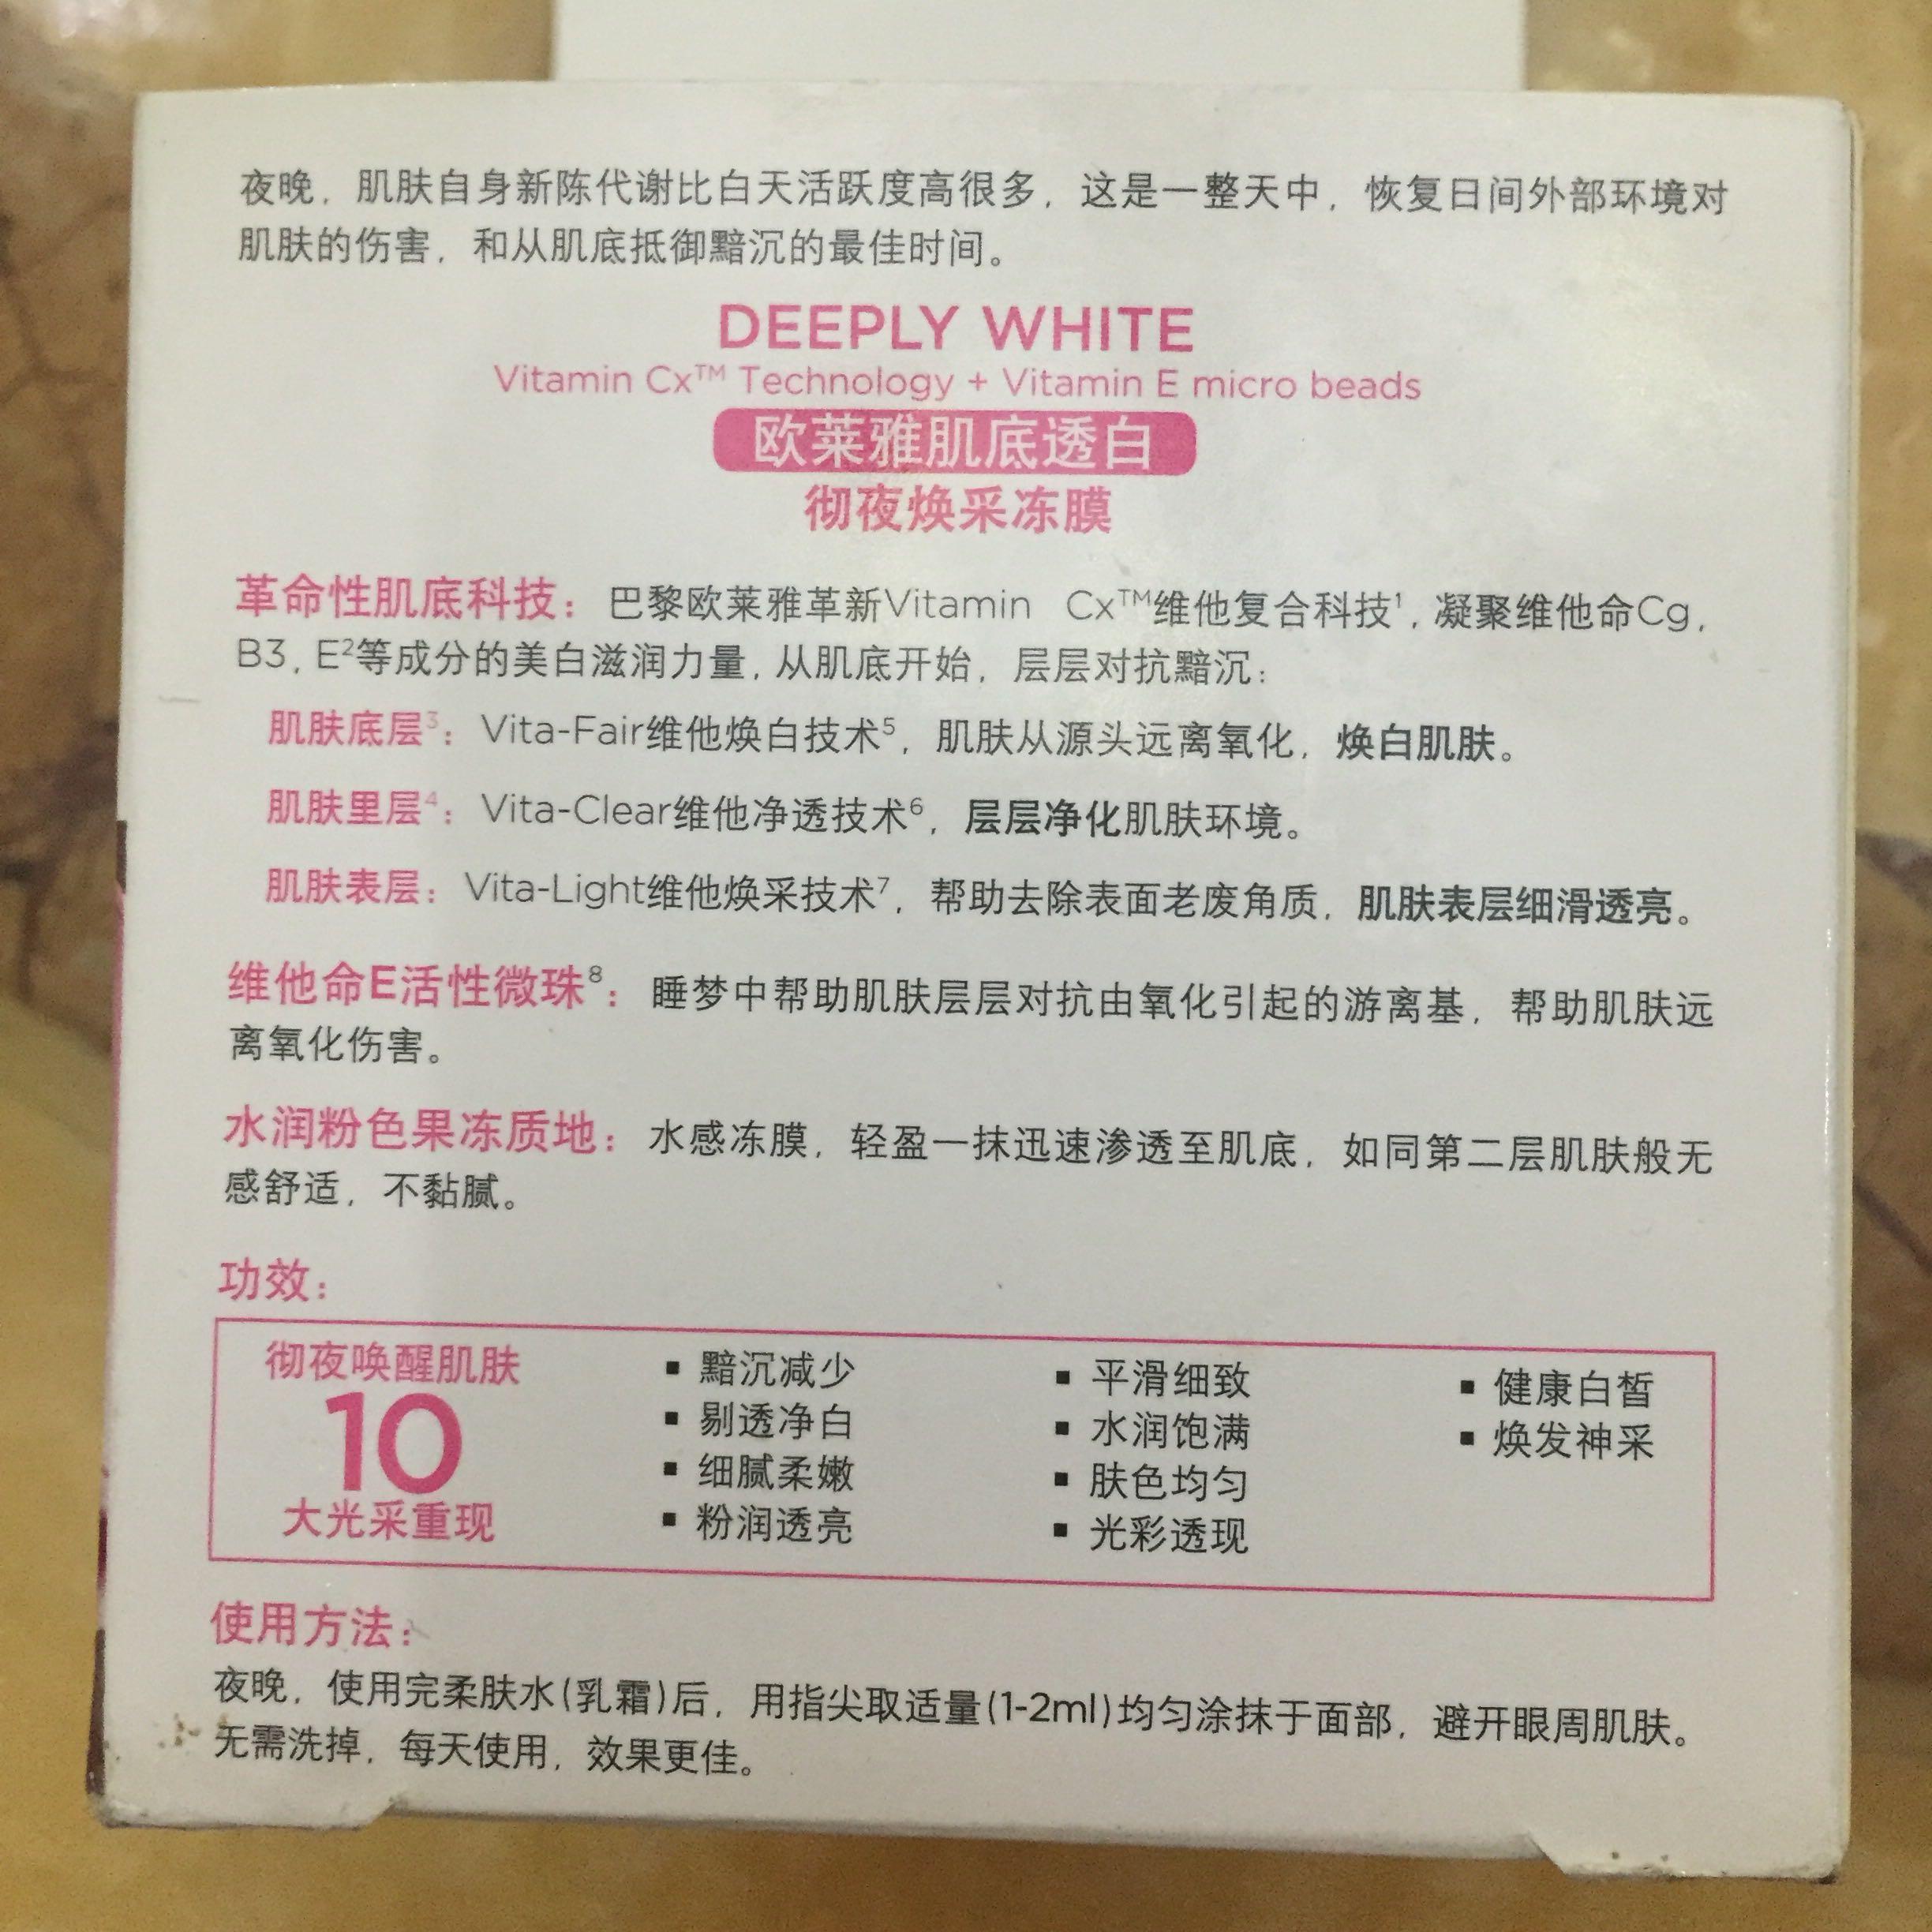 夜晚，肌肤自身新陈代谢比白天活跃度高很多，这是一整天中，恢复日间外部环境对
肌肤的伤害，和从肌底抵御黯沉的最佳时间。
DEEPLY WHITE
Vitamin Cx™ Technology + Vitamin E micro beads
欧莱雅肌底透白
彻夜焕采冻膜
革命性肌底科技：巴黎欧莱雅革新Vitamin Cx™维他复合科技¹，凝聚维他命Cg，
B3，E²等成分的美白滋润力量，从肌底开始，层层对抗黯沉：
肌肤底层³：Vita-Fair维他焕白技术⁵，肌肤从源头远离氧化，焕白肌肤。
肌肤里层⁴：Vita-Clear维他净透技术⁶，层层净化肌肤环境。
肌肤表层：Vita-Light维他焕采技术⁷，帮助去除表面老废角质，肌肤表层细滑透亮。
维他命E活性微珠⁸：睡梦中帮助肌肤层层对抗由氧化引起的游离基，帮助肌肤远
离氧化伤害。
水润粉色果冻质地：水感冻膜，轻盈一抹迅速渗透至肌底，如同第二层肌肤般无
感舒适，不黏腻。
功效：
彻夜唤醒肌肤
10
大光采重现
▪ 黯沉减少
▪ 剔透净白
▪ 细腻柔嫩
▪ 粉润透亮
▪ 平滑细致
▪ 水润饱满
▪ 肤色均匀
▪ 光彩透现
▪ 健康白皙
▪ 焕发神采
使用方法：
夜晚，使用完柔肤水(乳霜)后，用指尖取适量(1-2ml)均匀涂抹于面部，避开眼周肌肤。
无需洗掉，每天使用，效果更佳。